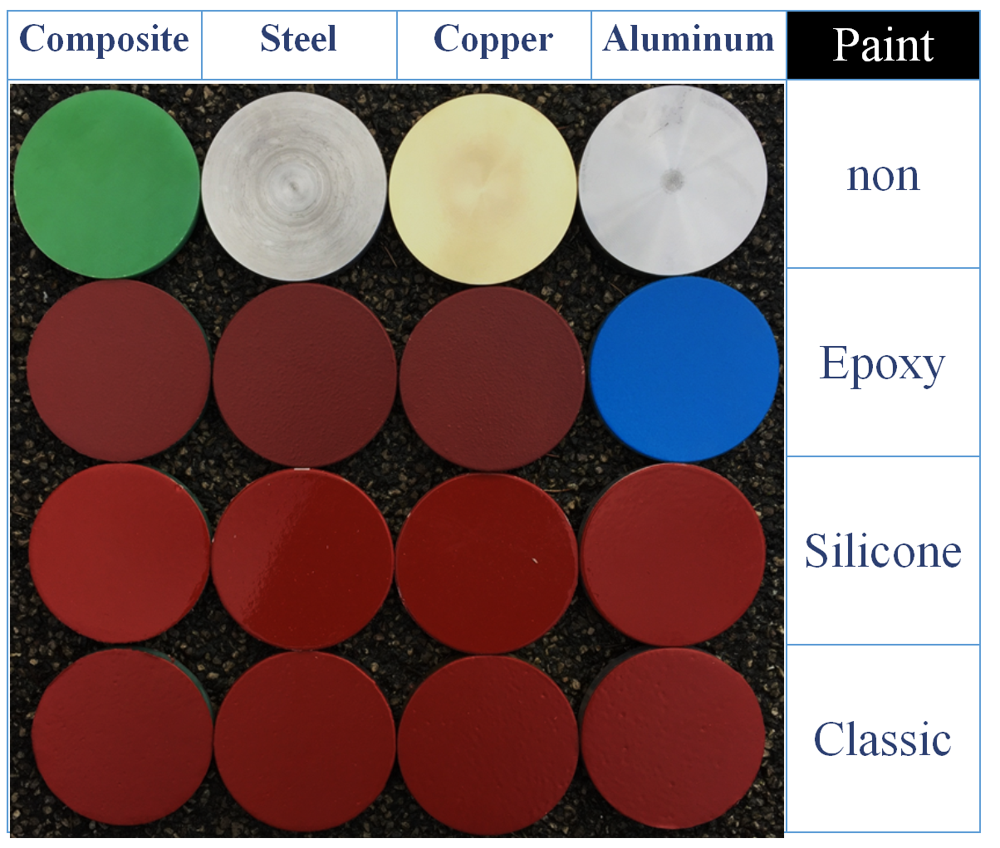 Composite Steel Copper Aluminum Paint
non
Epoxy
Silicone
Classic